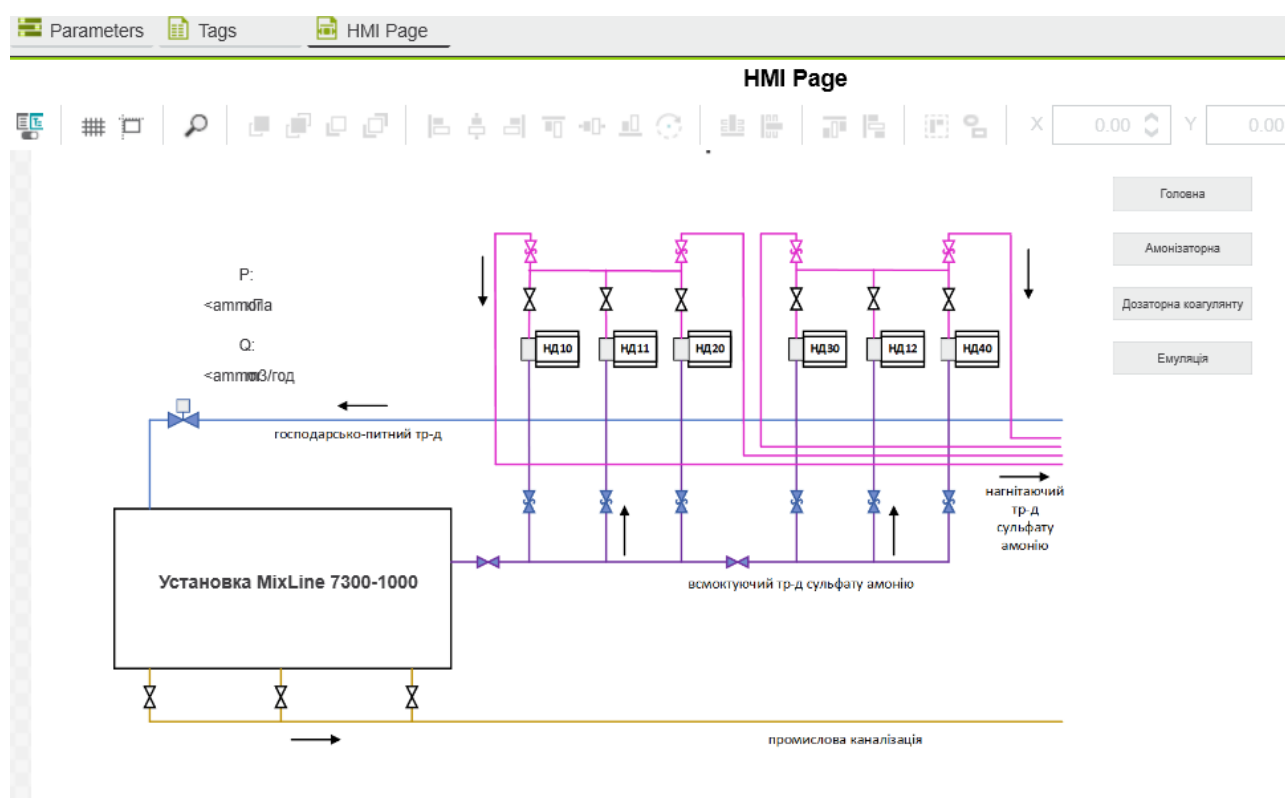 Parameters Tags HMI Page
HMI Page
X 0.00 Y 0.00
Головна
Амонізаторна
Дозаторна коагулянту
Емуляція
P:
Q:
НД10 НД11 НД20 НД30 НД12 НД40
господарсько-питний тр-д
нагнітаючий
тр-д
сульфату
амонію
Установка MixLine 7300-1000
всмоктуючий тр-д сульфату амонію
промислова каналізація